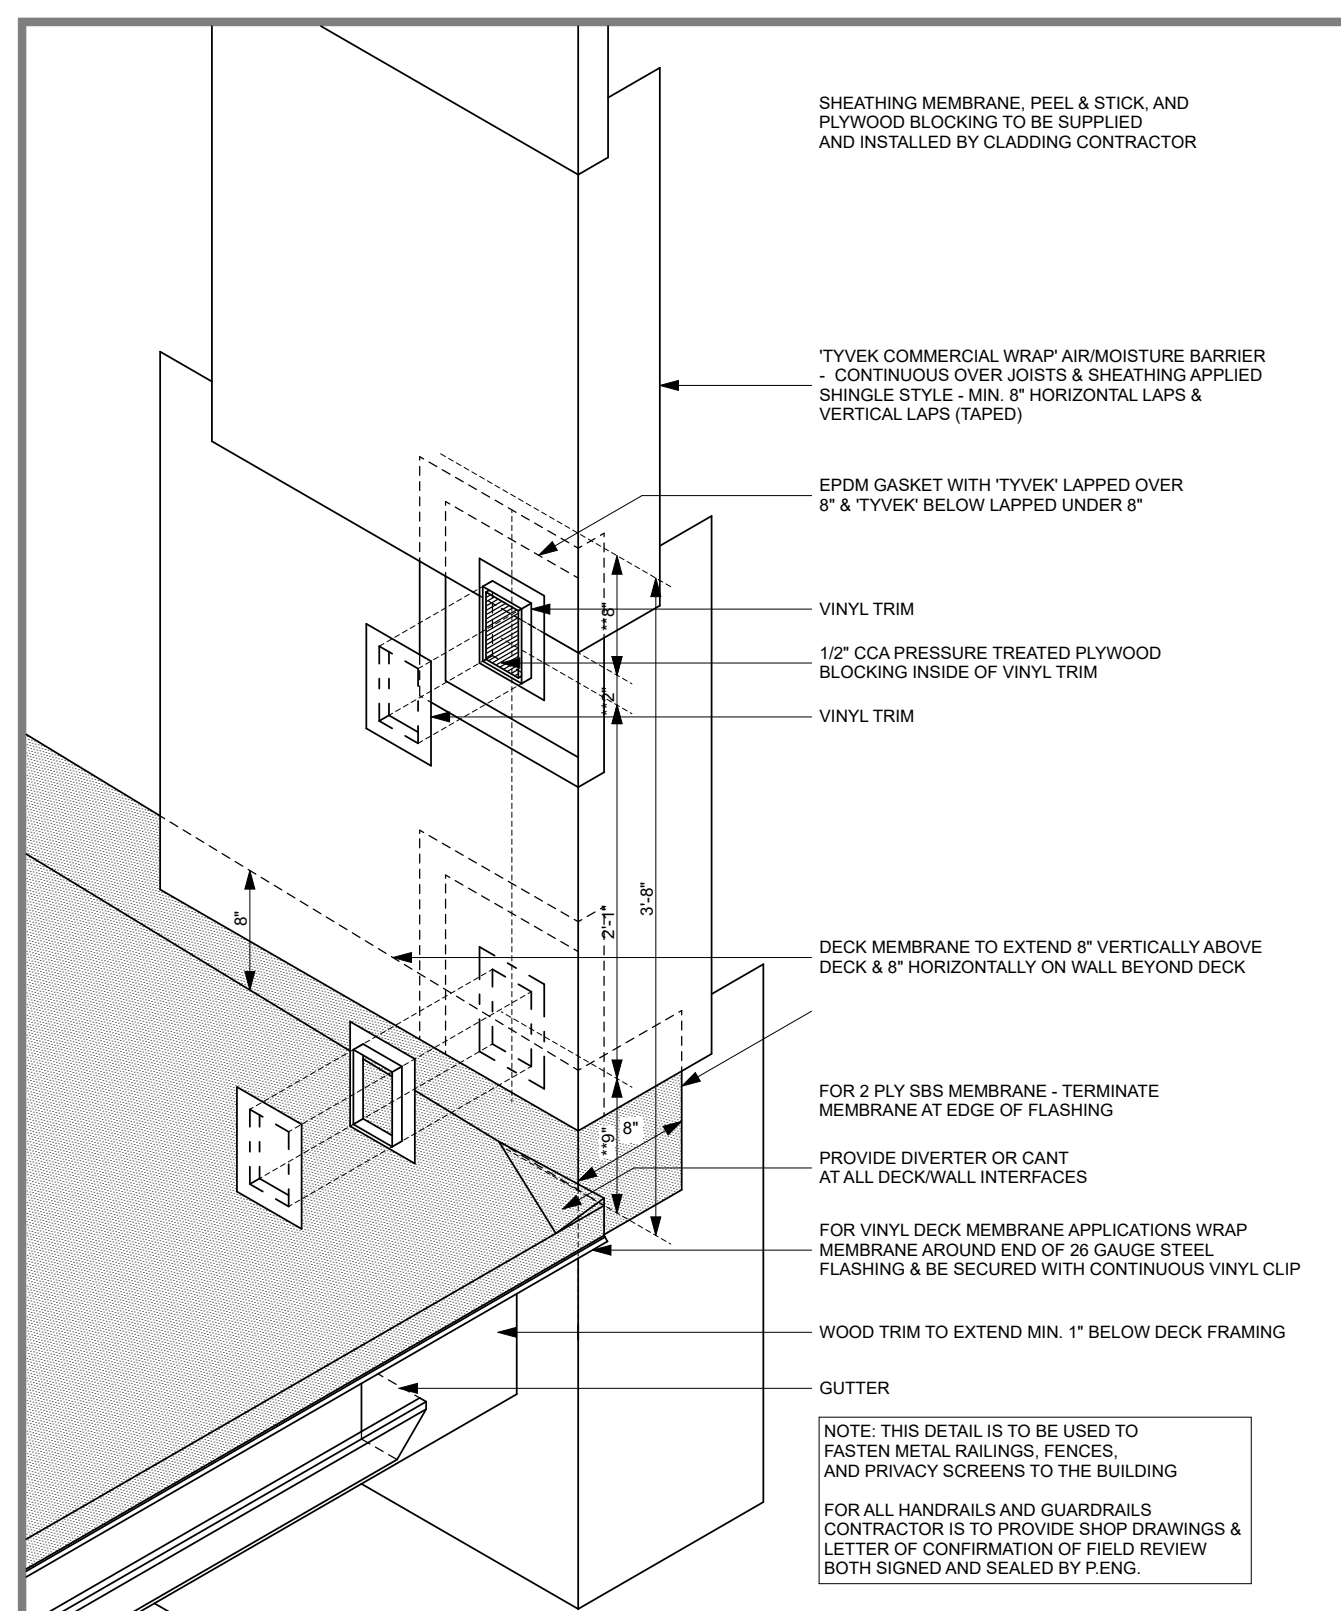 SHEATHING MEMBRANE, PEEL & STICK, AND
PLYWOOD BLOCKING TO BE SUPPLIED
AND INSTALLED BY CLADDING CONTRACTOR
'TYVEK COMMERCIAL WRAP' AIR/MOISTURE BARRIER
- CONTINUOUS OVER JOISTS & SHEATHING APPLIED
SHINGLE STYLE - MIN. 8" HORIZONTAL LAPS &
VERTICAL LAPS (TAPED)
EPDM GASKET WITH 'TYVEK' LAPPED OVER
8" & 'TYVEK' BELOW LAPPED UNDER 8"
**8"
VINYL TRIM
1/2" CCA PRESSURE TREATED PLYWOOD
BLOCKING INSIDE OF VINYL TRIM
**2"
VINYL TRIM
3'-8"
2'-1"
8"
DECK MEMBRANE TO EXTEND 8" VERTICALLY ABOVE
DECK & 8" HORIZONTALLY ON WALL BEYOND DECK
FOR 2 PLY SBS MEMBRANE - TERMINATE
MEMBRANE AT EDGE OF FLASHING
**9"
8"
PROVIDE DIVERTER OR CANT
AT ALL DECK/WALL INTERFACES
FOR VINYL DECK MEMBRANE APPLICATIONS WRAP
MEMBRANE AROUND END OF 26 GAUGE STEEL
FLASHING & BE SECURED WITH CONTINUOUS VINYL CLIP
WOOD TRIM TO EXTEND MIN. 1" BELOW DECK FRAMING
GUTTER
NOTE: THIS DETAIL IS TO BE USED TO
FASTEN METAL RAILINGS, FENCES,
AND PRIVACY SCREENS TO THE BUILDING
FOR ALL HANDRAILS AND GUARDRAILS
CONTRACTOR IS TO PROVIDE SHOP DRAWINGS &
LETTER OF CONFIRMATION OF FIELD REVIEW
BOTH SIGNED AND SEALED BY P.ENG.